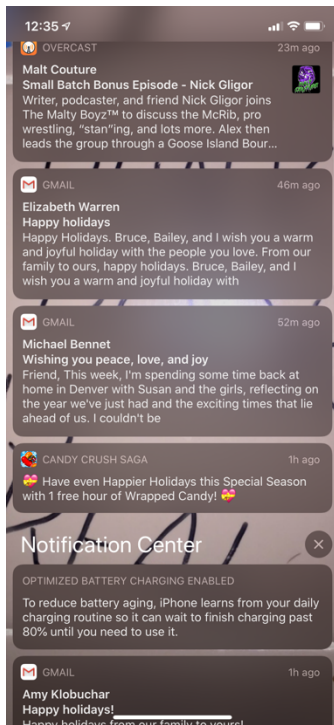 12:35
OVERCAST 23m ago
Malt Couture
Small Batch Bonus Episode - Nick Gligor
Writer, podcaster, and friend Nick Gligor joins
The Malty Boyz™ to discuss the McRib, pro
wrestling, “stan”ing, and lots more. Alex then
leads the group through a Goose Island Bour...
GMAIL 46m ago
Elizabeth Warren
Happy holidays
Happy Holidays. Bruce, Bailey, and I wish you a warm
and joyful holiday with the people you love. From our
family to ours, happy holidays. Bruce, Bailey, and I
wish you a warm and joyful holiday with
GMAIL 52m ago
Michael Bennet
Wishing you peace, love, and joy
Friend, This week, I'm spending some time back at
home in Denver with Susan and the girls, reflecting on
the year we've just had and the exciting times that lie
ahead of us. I couldn't be
CANDY CRUSH SAGA 1h ago
💝 Have even Happier Holidays this Special Season
with 1 free hour of Wrapped Candy! 💝
Notification Center
OPTIMIZED BATTERY CHARGING ENABLED
To reduce battery aging, iPhone learns from your daily
charging routine so it can wait to finish charging past
80% until you need to use it.
GMAIL 1h ago
Amy Klobuchar
Happy holidays!
Happy holidays from our family to yours!